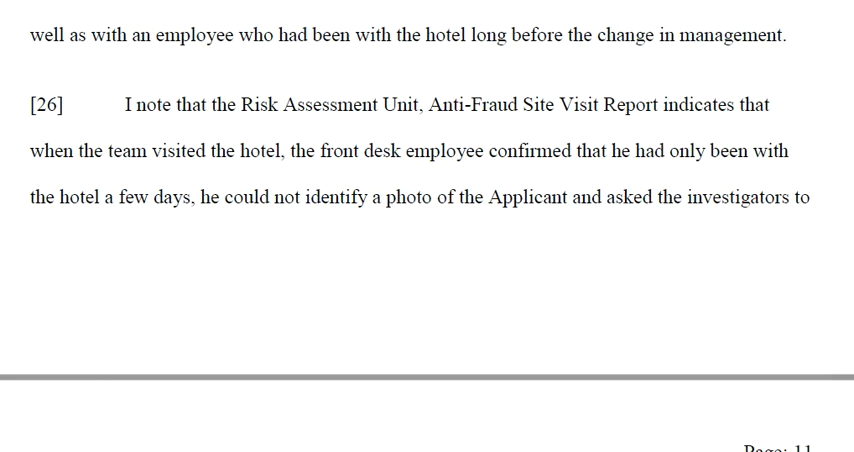 well as with an employee who had been with the hotel long before the change in management.
[26] I note that the Risk Assessment Unit, Anti-Fraud Site Visit Report indicates that
when the team visited the hotel, the front desk employee confirmed that he had only been with
the hotel a few days, he could not identify a photo of the Applicant and asked the investigators to
Page: 11